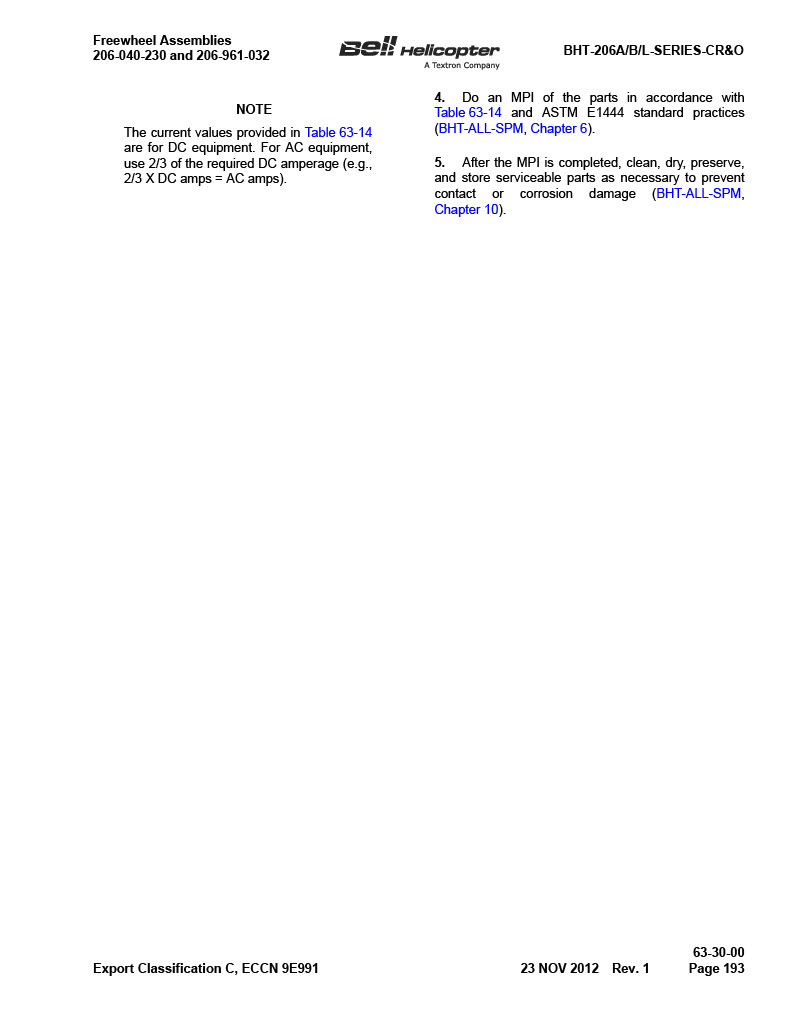 Freewheel Assemblies
206-040-230 and 206-961-032
Bell Helicopter
A Textron Company
BHT-206A/B/L-SERIES-CR&O
NOTE
The current values provided in Table 63-14
are for DC equipment. For AC equipment,
use 2/3 of the required DC amperage (e.g.,
2/3 X DC amps = AC amps).
4. Do an MPI of the parts in accordance with
Table 63-14 and ASTM E1444 standard practices
(BHT-ALL-SPM, Chapter 6).
5. After the MPI is completed, clean, dry, preserve,
and store serviceable parts as necessary to prevent
contact or corrosion damage (BHT-ALL-SPM,
Chapter 10).
63-30-00
Export Classification C, ECCN 9E991
23 NOV 2012 Rev. 1
Page 193